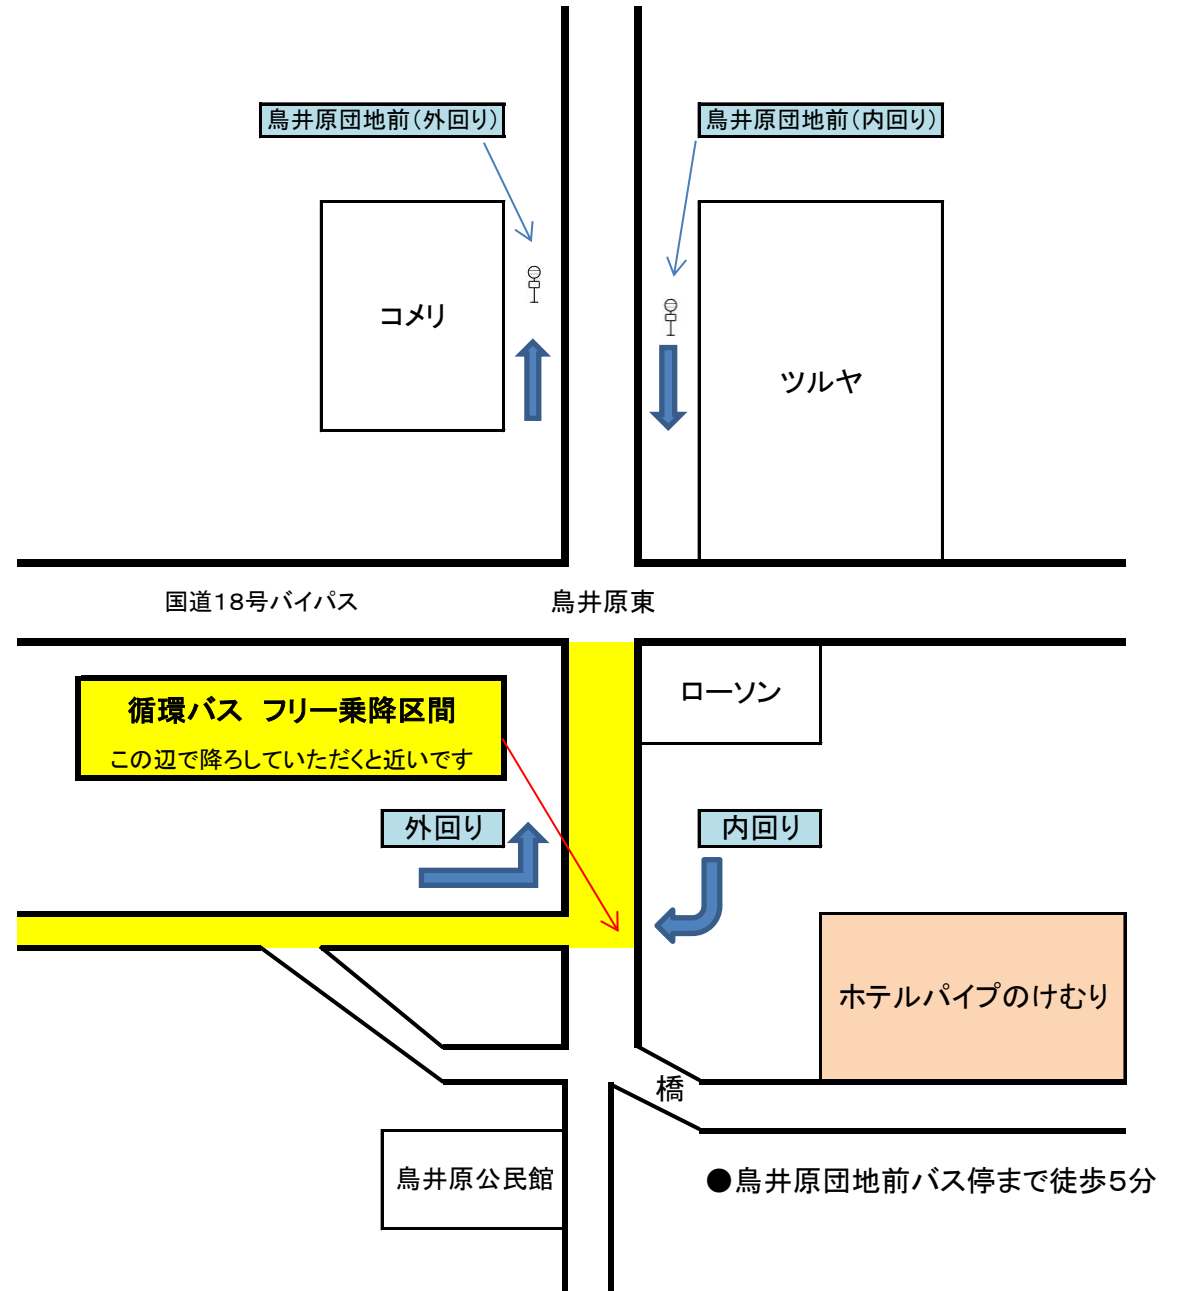 鳥井原団地前(外回り)
鳥井原団地前(内回り)
コメリ
ツルヤ
国道18号バイパス
鳥井原東
ローソン
循環バス フリー乗降区間
この辺で降ろしていただくと近いです
外回り
内回り
ホテルパイプのけむり
橋
鳥井原公民館
●鳥井原団地前バス停まで徒歩5分